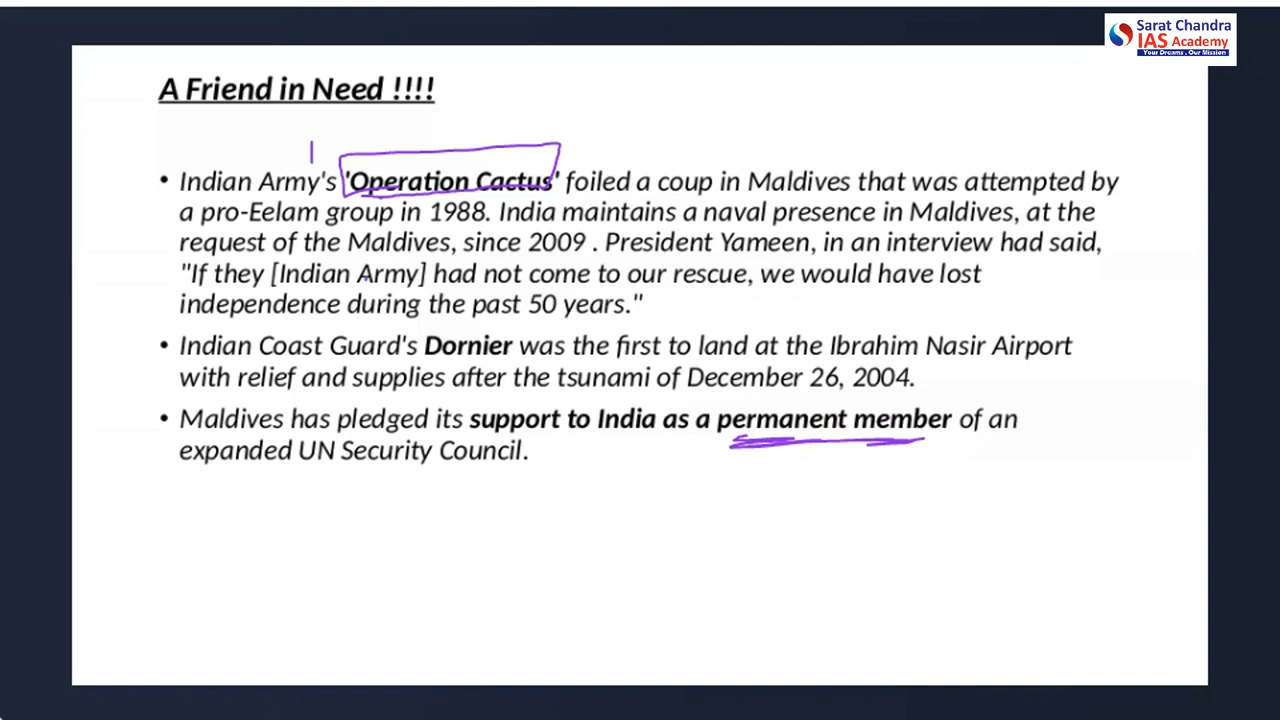 Sarat Chandra
IAS Academy
Your Dreams . Our Mission
A Friend in Need !!!!
• Indian Army's 'Operation Cactus' foiled a coup in Maldives that was attempted by
a pro-Eelam group in 1988. India maintains a naval presence in Maldives, at the
request of the Maldives, since 2009 . President Yameen, in an interview had said,
"If they [Indian Army] had not come to our rescue, we would have lost
independence during the past 50 years."
• Indian Coast Guard's Dornier was the first to land at the Ibrahim Nasir Airport
with relief and supplies after the tsunami of December 26, 2004.
• Maldives has pledged its support to India as a permanent member of an
expanded UN Security Council.